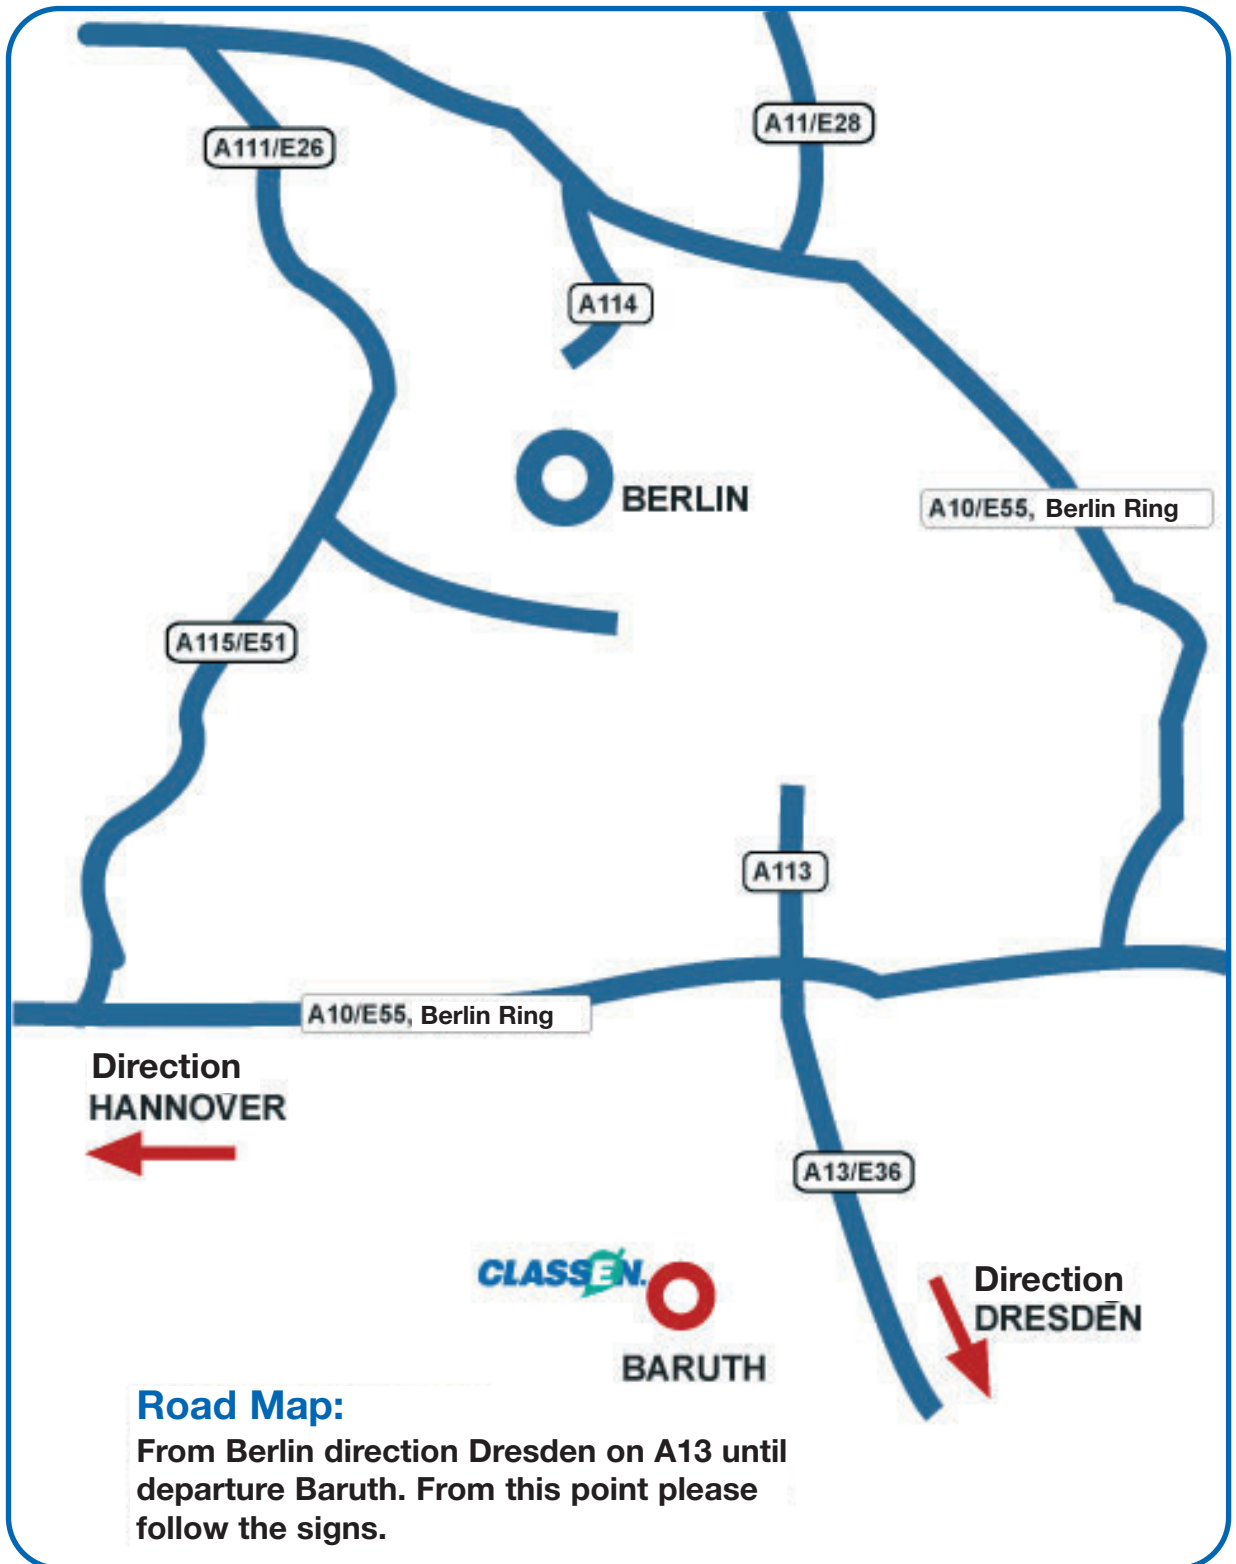 A111/E26
A11/E28
A114
BERLIN
A10/E55, Berlin Ring
A115/E51
A113
A10/E55, Berlin Ring
Direction
HANNOVER
A13/E36
CLASSEN.
Direction
DRESDEN
BARUTH
Road Map:
From Berlin direction Dresden on A13 until
departure Baruth. From this point please
follow the signs.